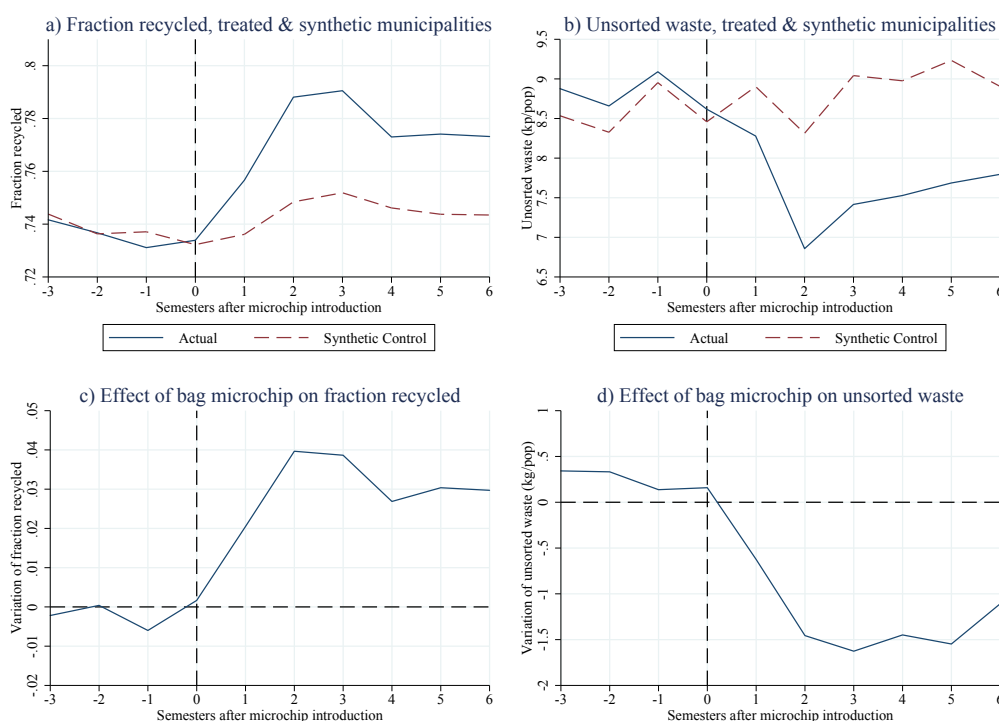 a) Fraction recycled, treated & synthetic municipalities
Fraction recycled
.8
.78
.76
.74
.72
-3 -2 -1 0 1 2 3 4 5 6
Semesters after microchip introduction
Actual Synthetic Control
b) Unsorted waste, treated & synthetic municipalities
Unosrted waste (kp/pop)
9.5
9
8.5
8
7.5
7
6.5
-3 -2 -1 0 1 2 3 4 5 6
Semesters after microchip introduction
Actual Synthetic Control
c) Effect of bag microchip on fraction recycled
Variation of fraction recycled
.05
.04
.03
.02
.01
0
-.01
-.02
-3 -2 -1 0 1 2 3 4 5 6
Semesters after microchip introduction
d) Effect of bag microchip on unsorted waste
Variation of unsorted waste (kg/pop)
1
.5
0
-.5
-1
-1.5
-2
-3 -2 -1 0 1 2 3 4 5 6
Semesters after microchip introduction